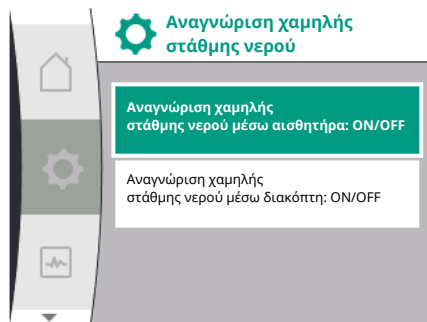 Αναγνώριση χαμηλής
στάθμης νερού
Αναγνώριση χαμηλής
στάθμης νερού μέσω αισθητήρα: ON/OFF
Αναγνώριση χαμηλής
στάθμης νερού μέσω διακόπτη: ON/OFF